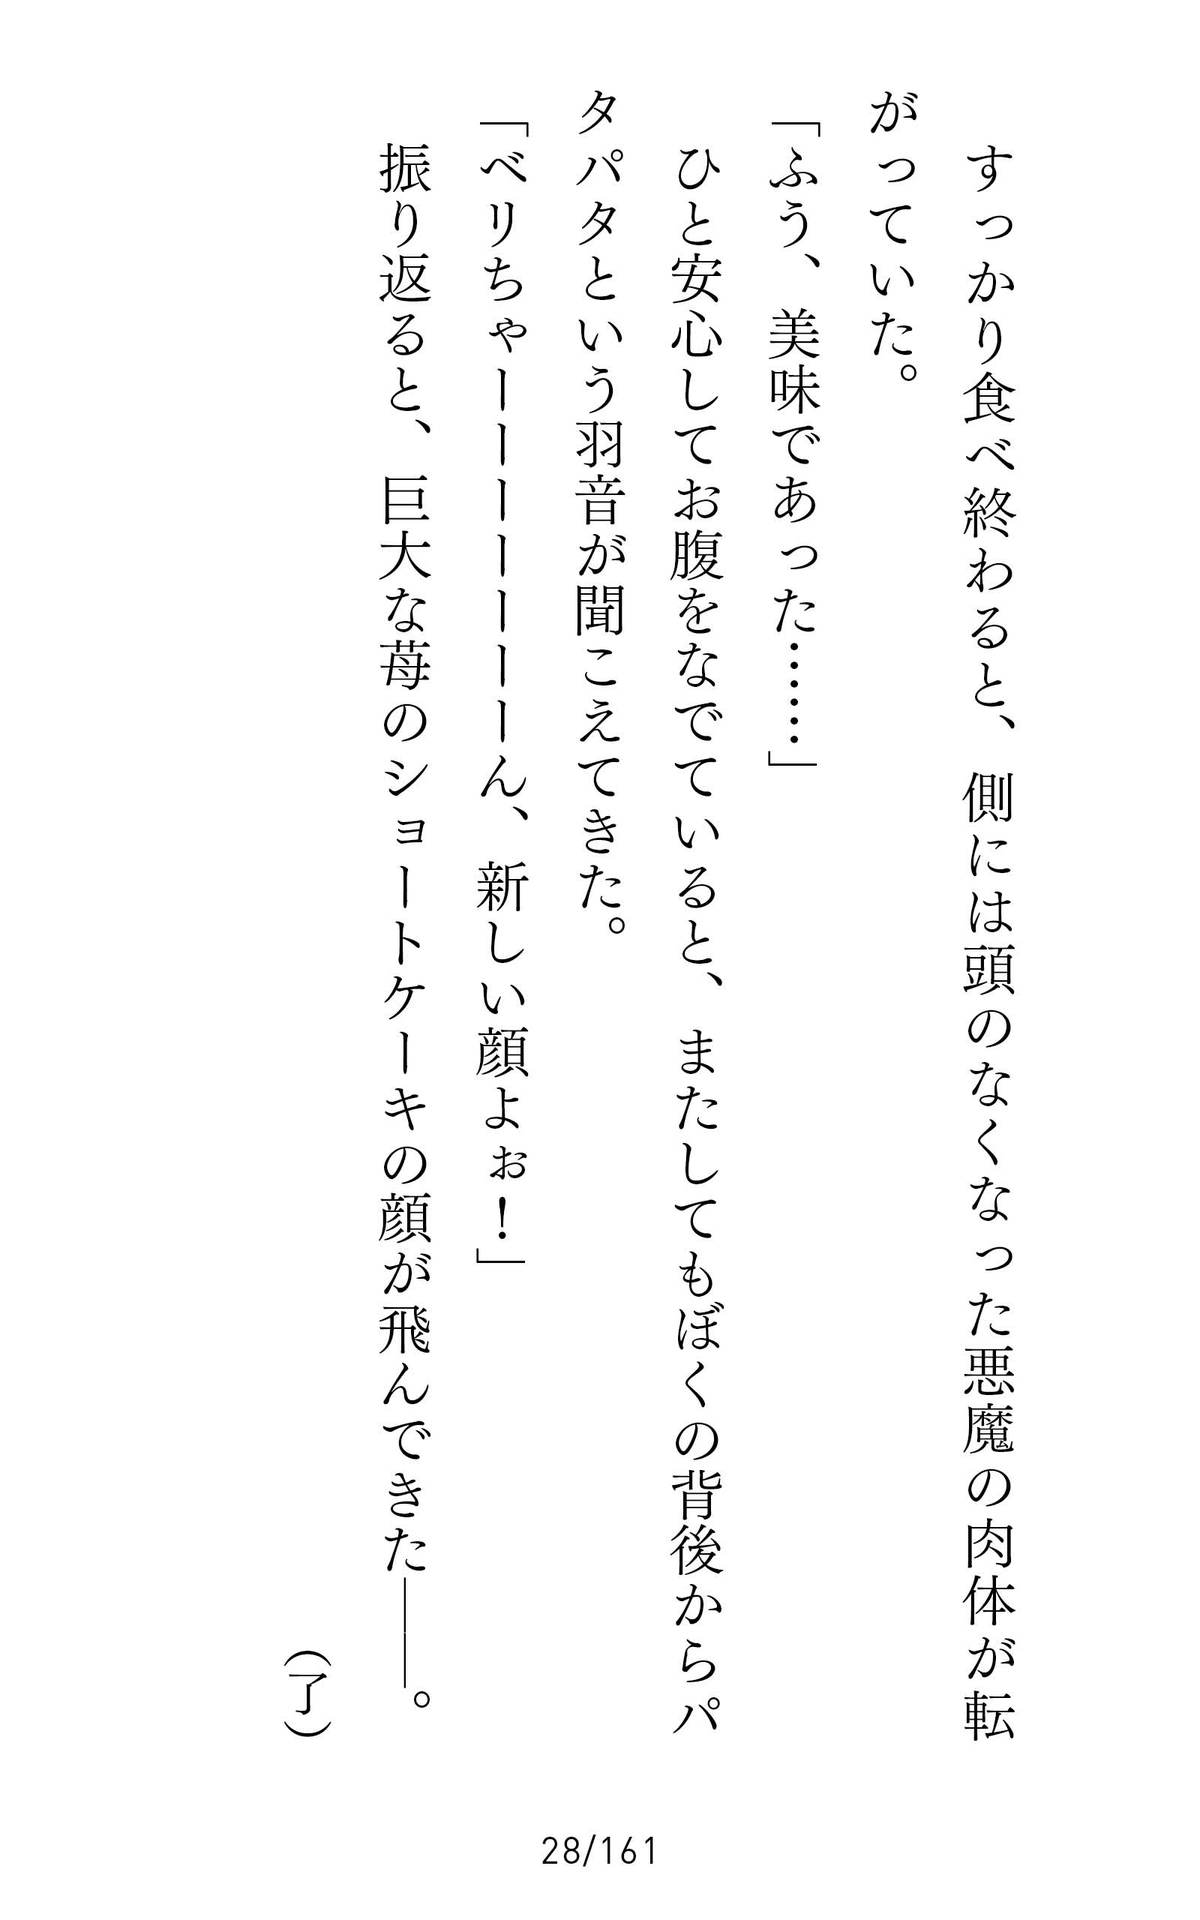 すっかり食べ終わると、側には頭のなくなった悪魔の肉体が転
がっていた。
「ふう、美味であった……」
ひと安心してお腹をなでていると、またしてもぼくの背後からパ
タパタという羽音が聞こえてきた。
「ベリちゃーーーーーーーん、新しい顔よぉ！」
振り返ると、巨大な苺のショートケーキの顔が飛んできた――。
（了）
28/161